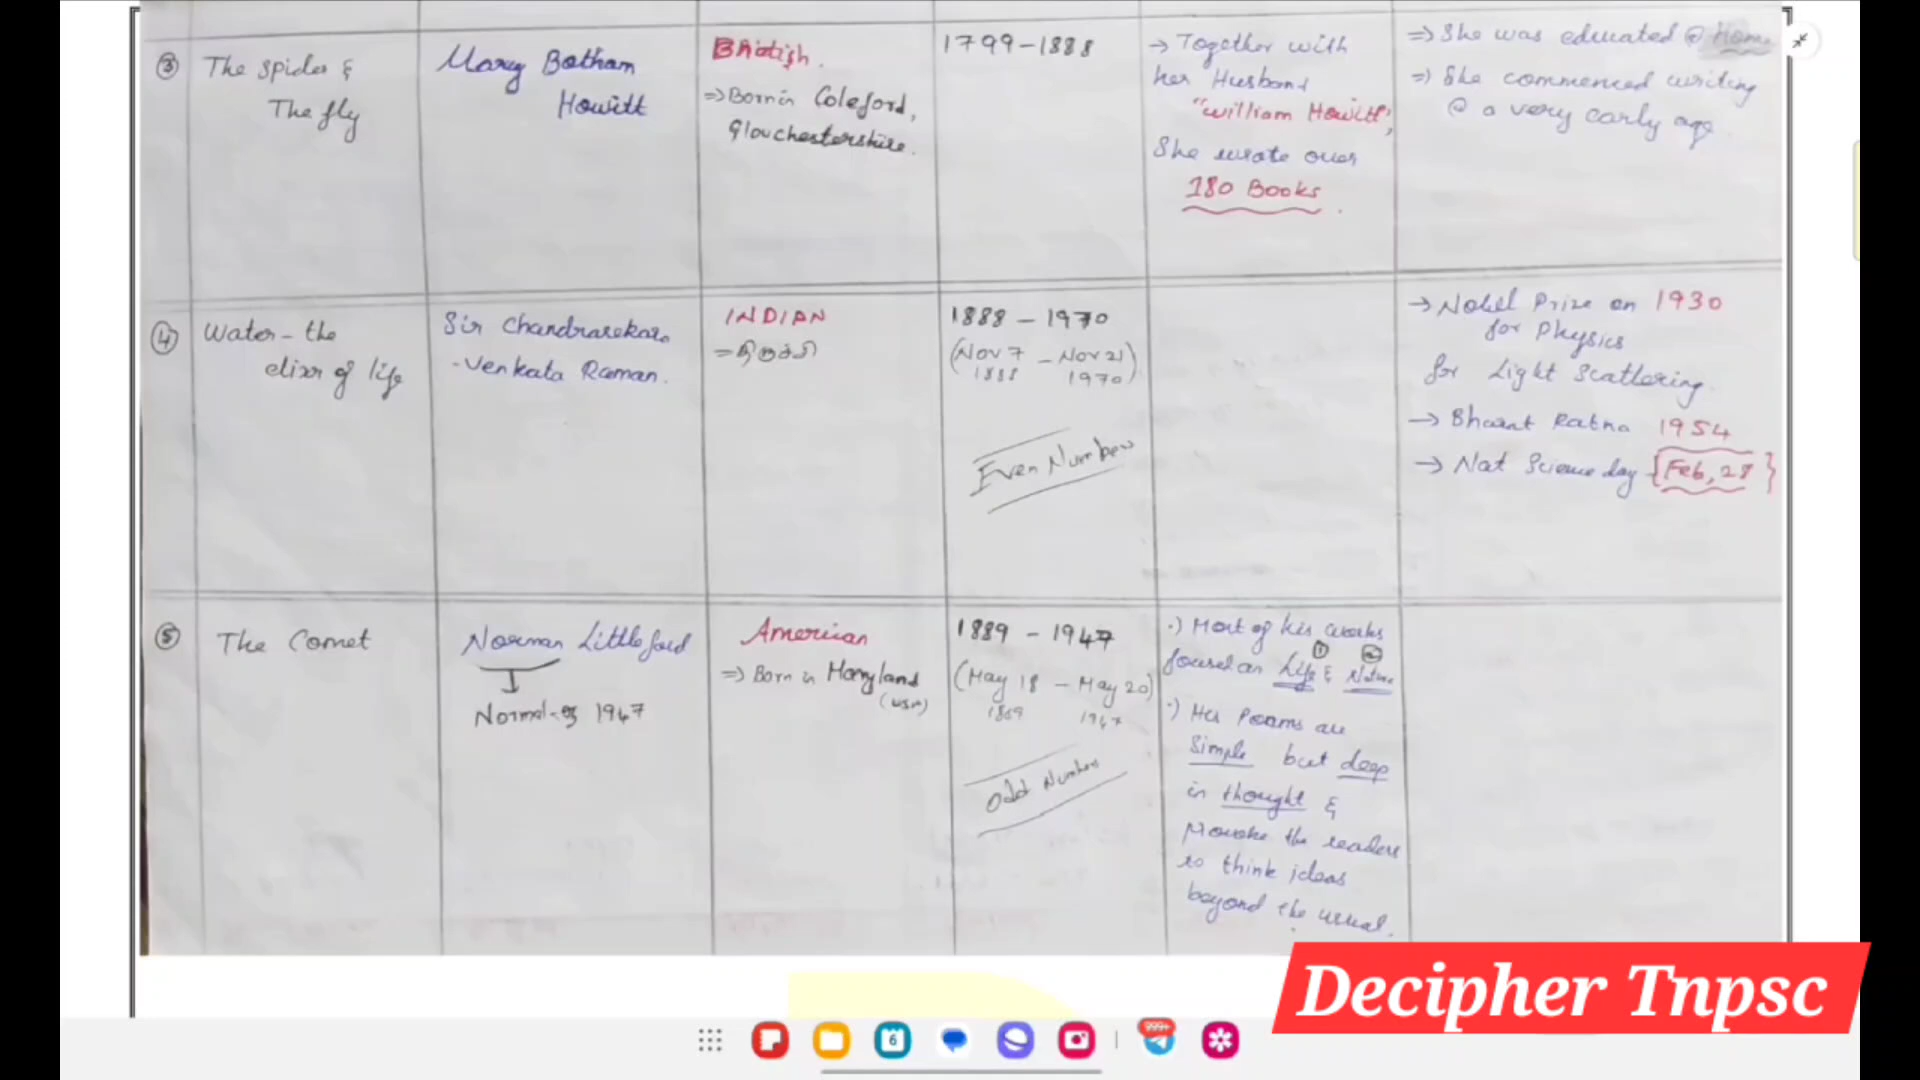 ③ The Spider &
The fly
Mary Botham
Howitt
British.
⇒ Born in Coleford,
Glouchestershire.
1799-1888
→ Together with
her Husband
"William Howitt",
She wrote over
180 Books.
⇒ She was educated @ Home
⇒ She commenced writing
@ a very early age
④ Water - the
elixir of life
Sir Chandrasekara
-Venkata Raman.
INDIAN
⇒ திருச்சி
1888 - 1970
(Nov 7 - Nov 21)
1888 1970
Even Number
→ Nobel Prize on 1930
for Physics
for Light Scattering.
→ Bharat Ratna 1954
→ Nat Science day {Feb, 28}
⑤ The Comet
Norman Littleford
Normal-ஏ 1947
American
⇒ Born in Maryland
(USA)
1889 - 1947
(May 18 - May 20)
1889 1947
Odd Number
·) Most of his works
① ②
focused on Life & Nature
·) His Poems are
Simple but deep
in thought &
provoke the readers
to think ideas
beyond the usual.
Decipher Tnpsc
6